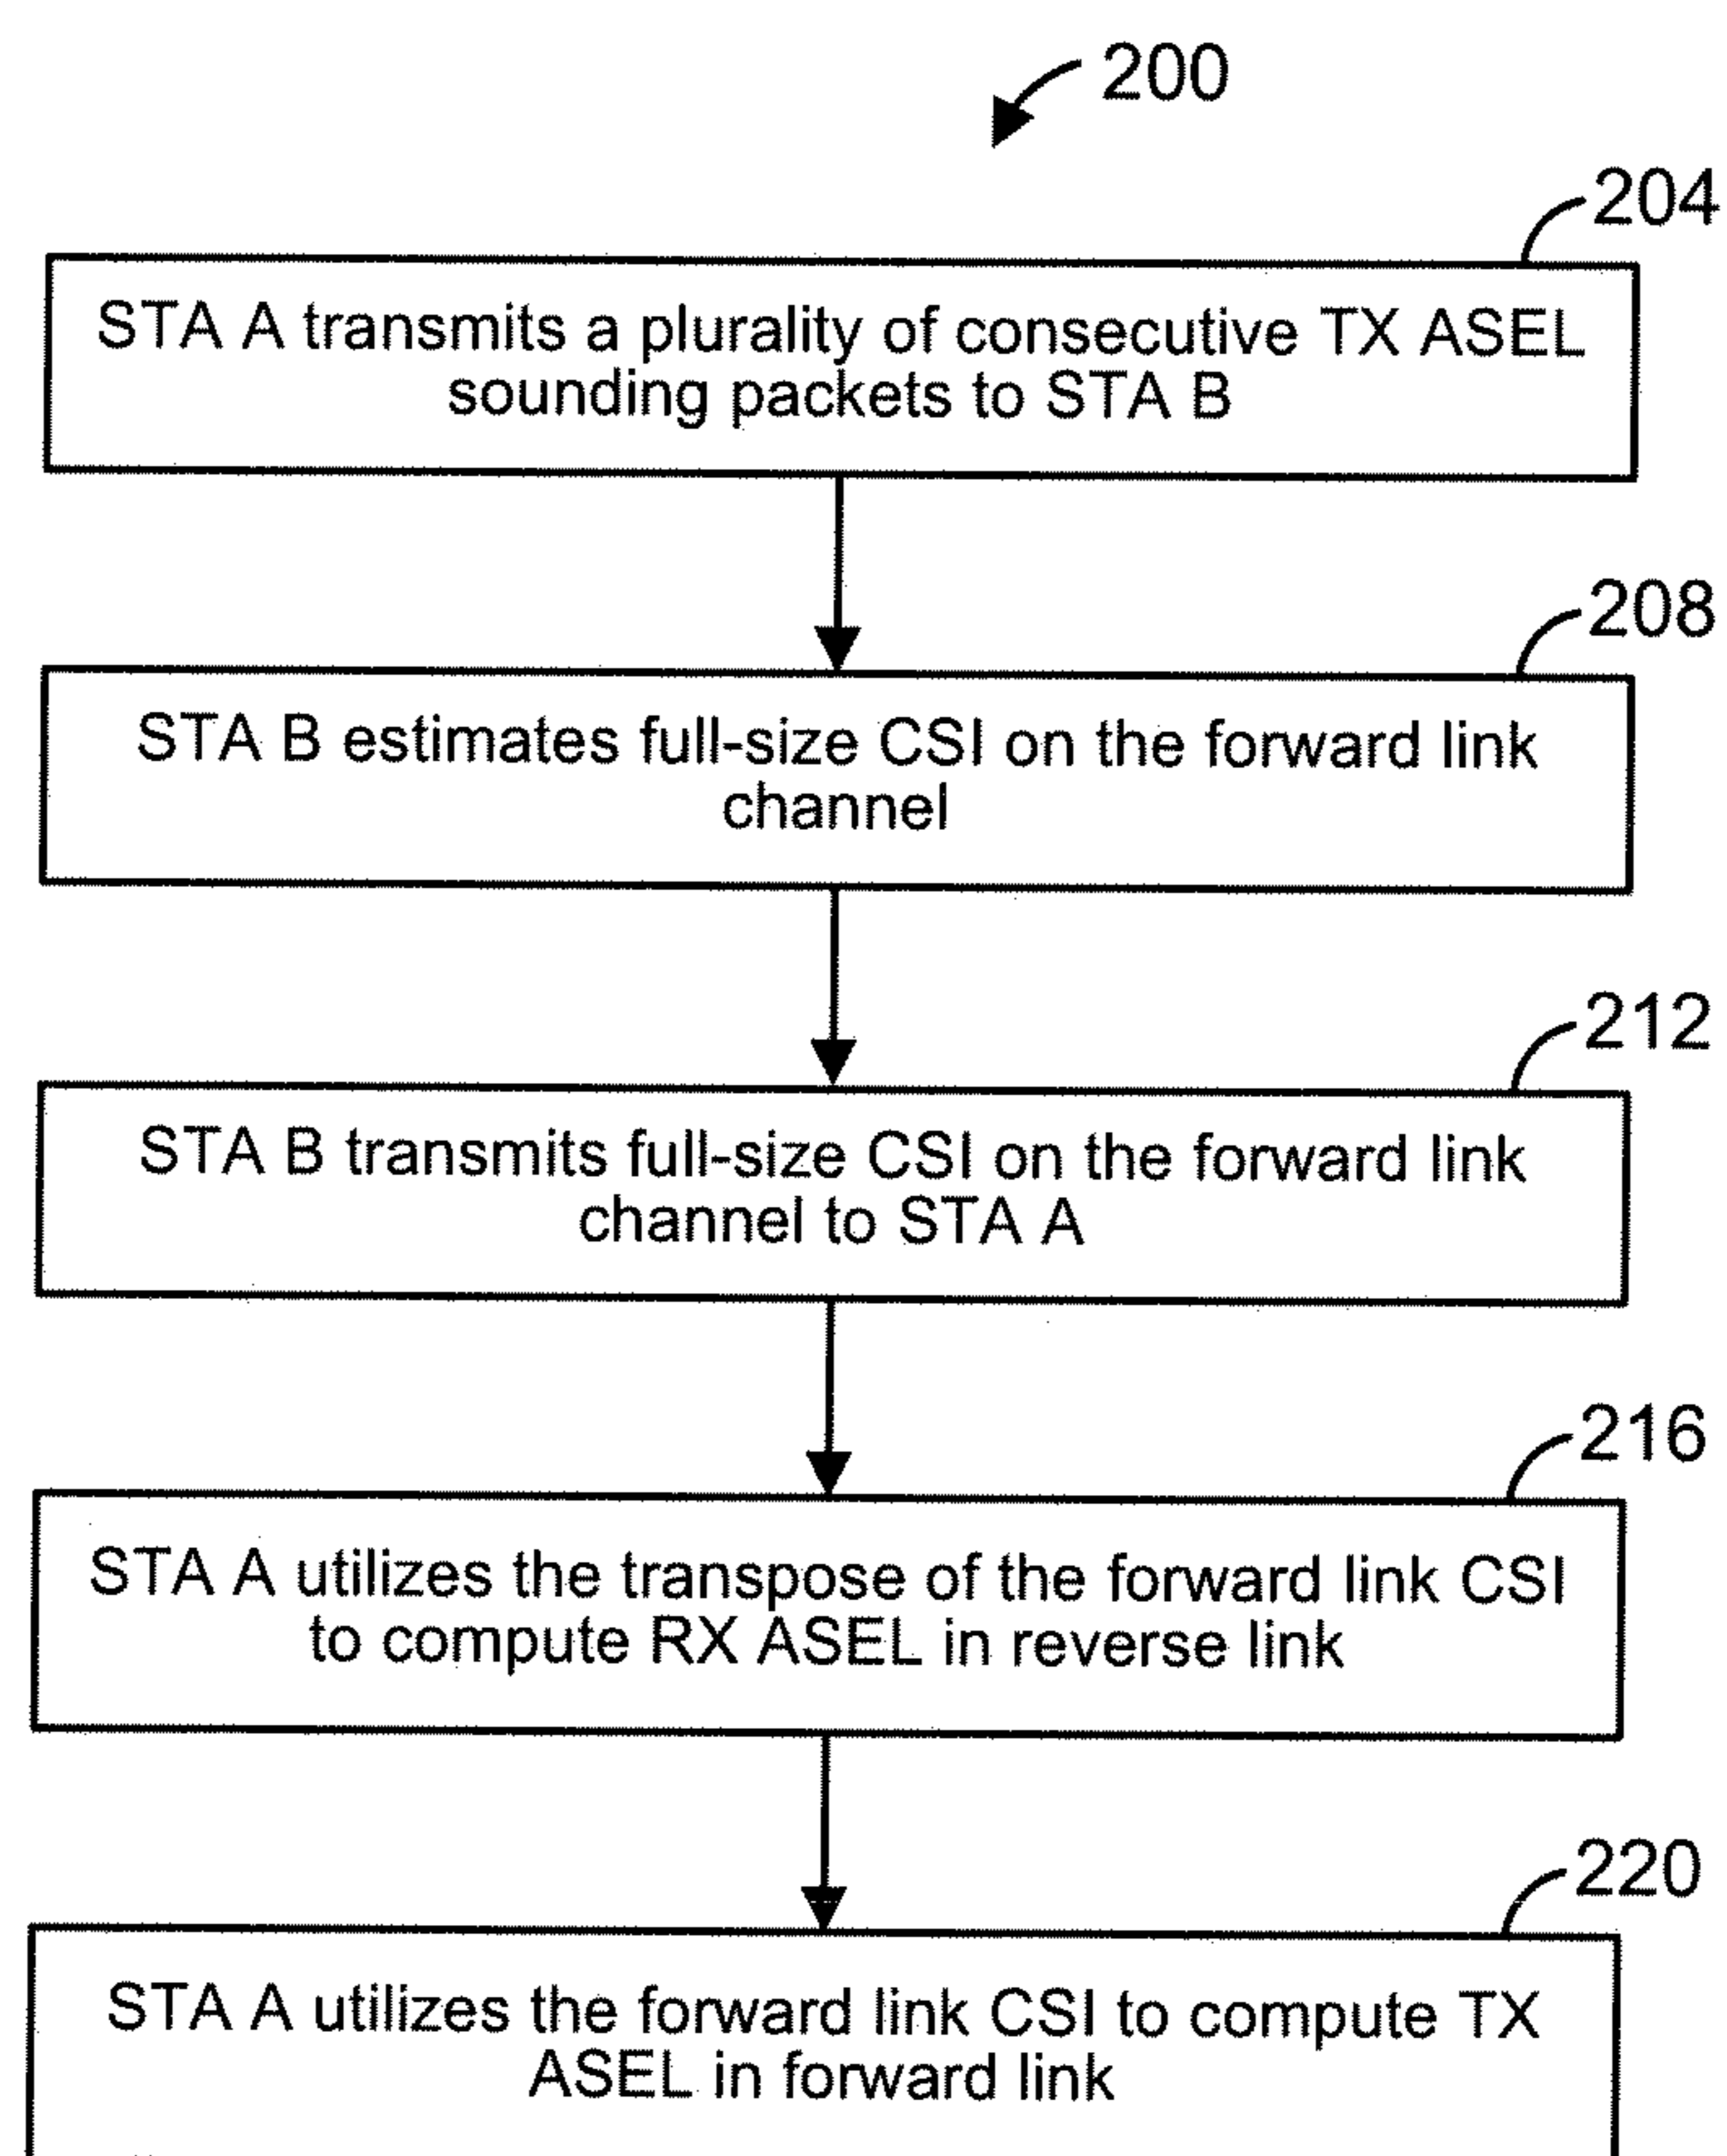 200
204
STA A transmits a plurality of consecutive TX ASEL
sounding packets to STA B
208
STA B estimates full-size CSI on the forward link
channel
212
STA B transmits full-size CSI on the forward link
channel to STA A
216
STA A utilizes the transpose of the forward link CSI
to compute RX ASEL in reverse link
220
STA A utilizes the forward link CSI to compute TX
ASEL in forward link